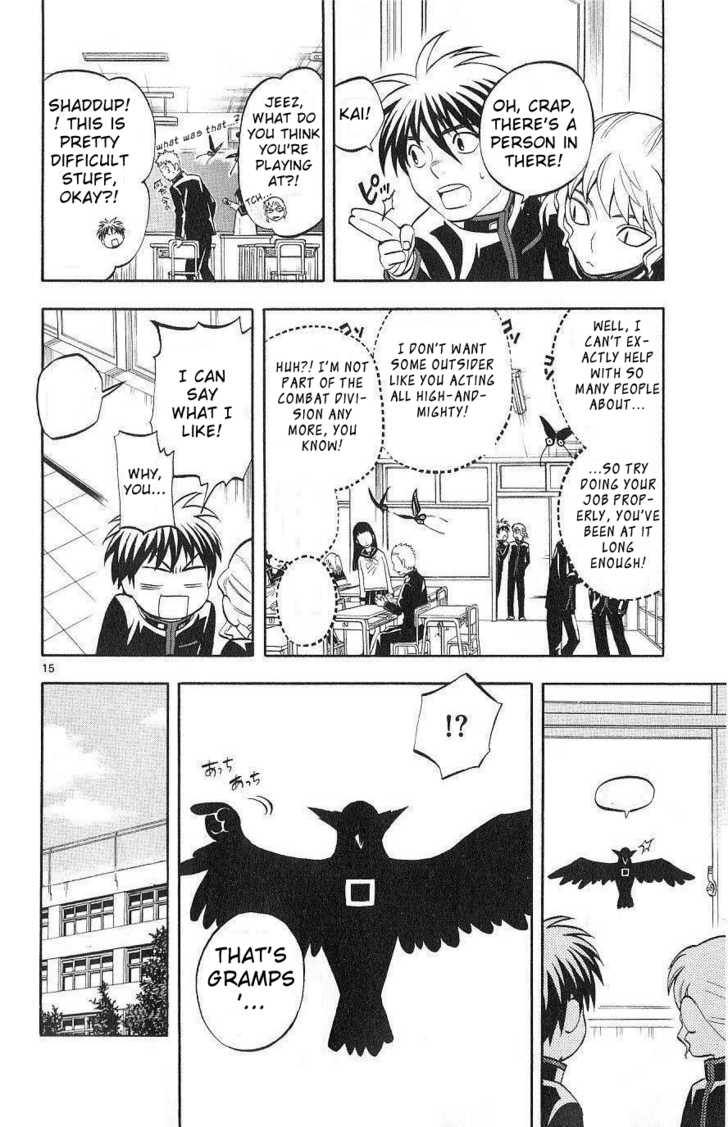 KAI!
OH, CRAP,
THERE'S A
PERSON IN
THERE!
ピッ
JEEZ,
WHAT DO
YOU THINK
YOU'RE
PLAYING
AT?!
what was that...?
TCH...
SHADDUP!
! THIS IS
PRETTY
DIFFICULT
STUFF,
OKAY?!
WELL, I
CAN'T EX-
ACTLY HELP
WITH SO
MANY PEOPLE
ABOUT...
...SO TRY
DOING YOUR
JOB PROP-
ERLY, YOU'VE
BEEN AT IT
LONG
ENOUGH!
I DON'T WANT
SOME OUTSIDER
LIKE YOU ACTING
ALL HIGH-AND-
MIGHTY!
HUH?! I'M NOT
PART OF THE
COMBAT DIVI-
SION ANY
MORE, YOU
KNOW!
I CAN
SAY
WHAT I
LIKE!
WHY,
YOU...
15
!?
あっち
あっち
THAT'S
GRAMPS
'...